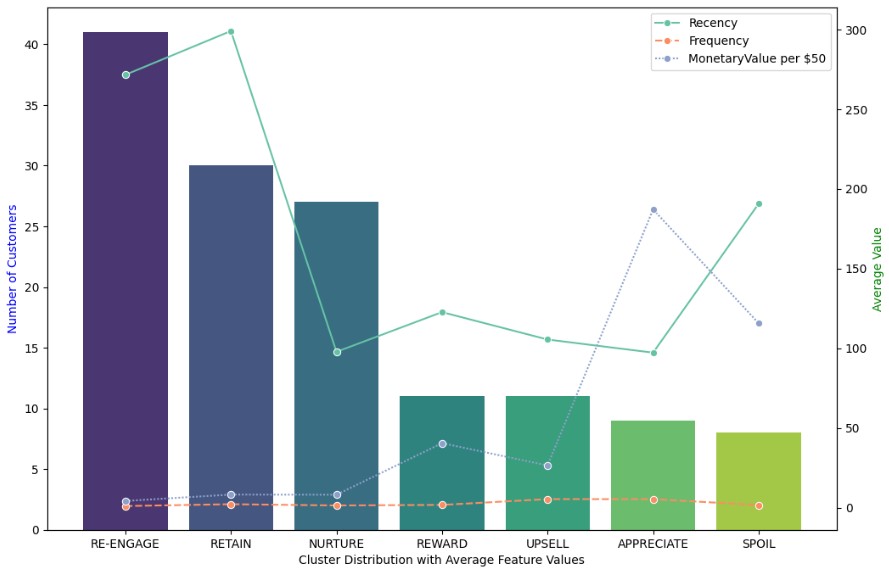 Recency
Frequency
MonetaryValue per $50
40
35
30
25
20
15
10
5
0
Number of Customers
300
250
200
150
100
50
0
Average Value
RE-ENGAGE RETAIN NURTURE REWARD UPSELL APPRECIATE SPOIL
Cluster Distribution with Average Feature Values